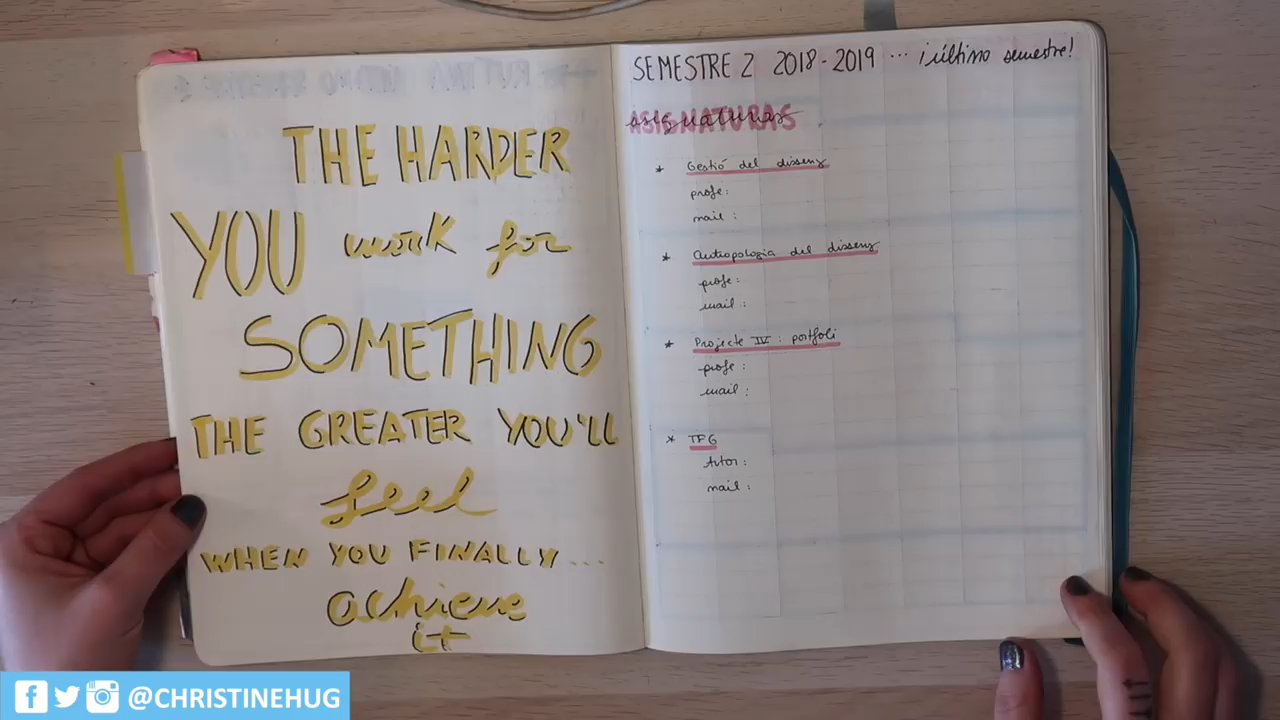 THE HARDER
YOU work for
SOMETHING
THE GREATER YOU'LL
feel
WHEN YOU FINALLY...
achieve
it
SEMESTRE 2 2018-2019 ... ¡último semestre!
ASIGNATURAS
asignaturas
* Gestió del disseny
profe:
mail:
* Antropologia del disseny
profe:
mail:
* Projecte IV: portfoli
profe:
mail:
* TFG
tutor:
mail:
@CHRISTINEHUG